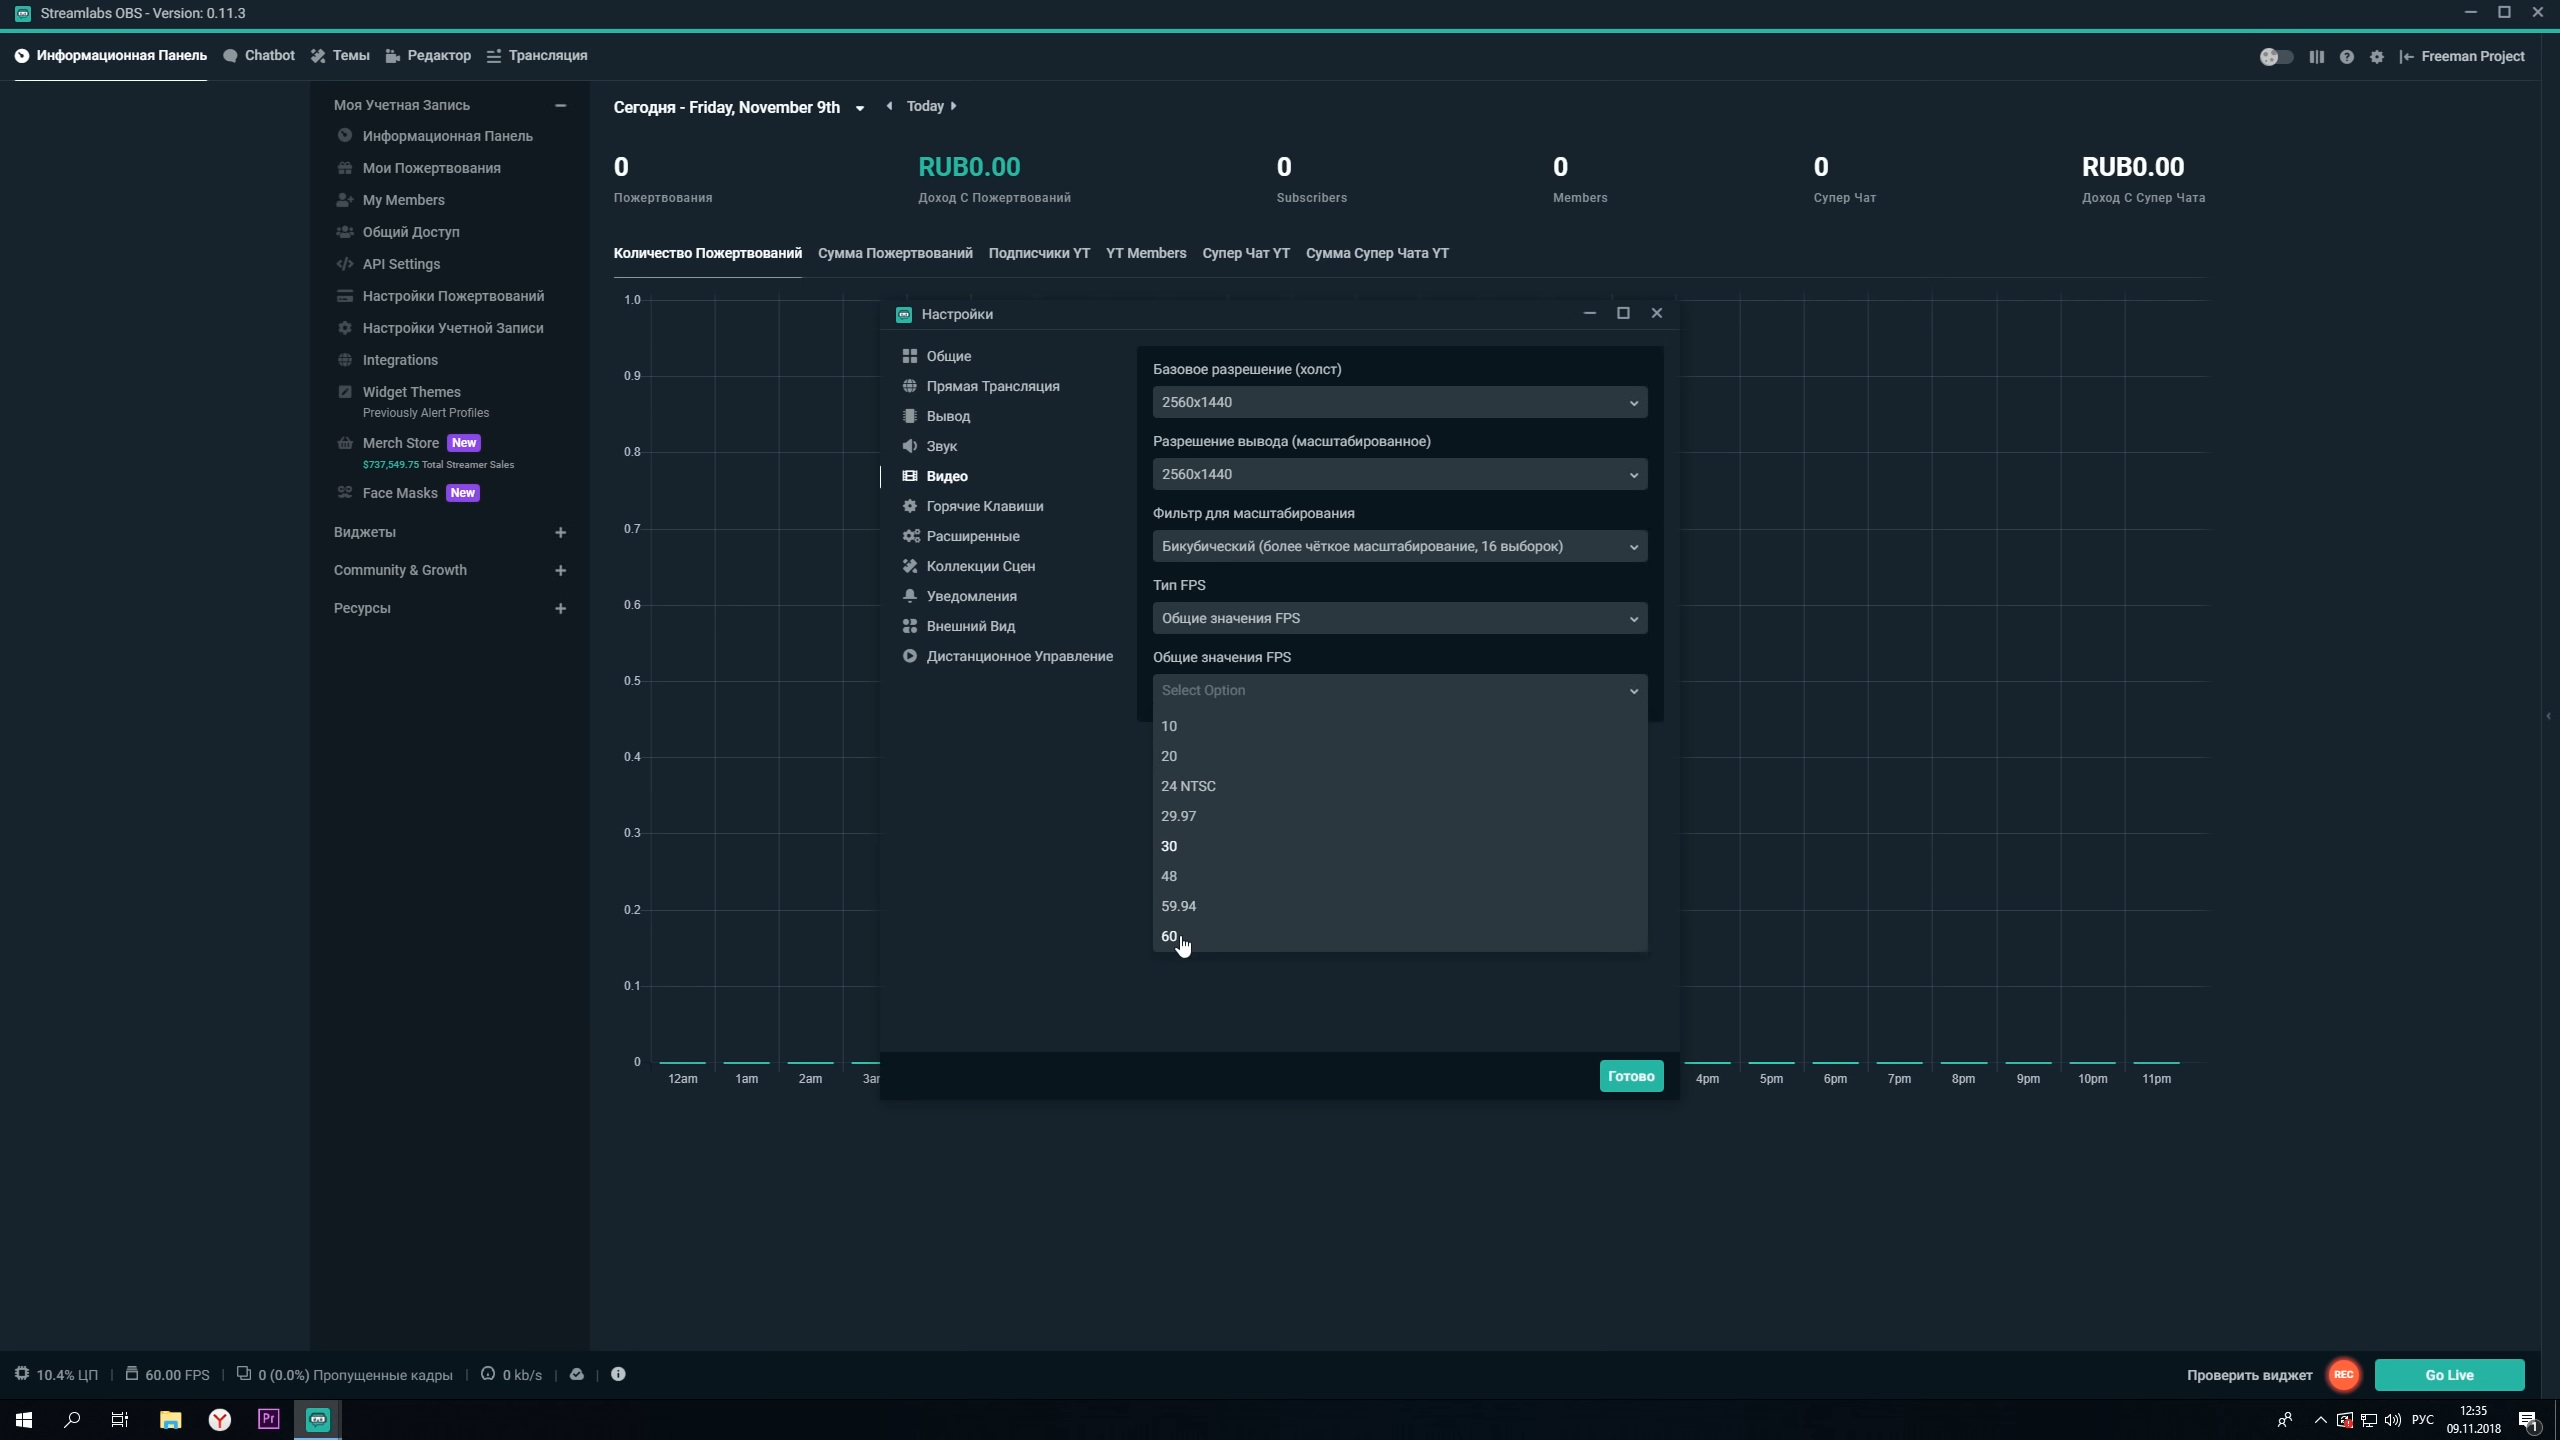 Streamlabs OBS - Version: 0.11.3
Информационная Панель
Chatbot
Темы
Редактор
Трансляция
Freeman Project
Моя Учетная Запись
Информационная Панель
Мои Пожертвования
My Members
Общий Доступ
API Settings
Настройки Пожертвований
Настройки Учетной Записи
Integrations
Widget Themes
Previously Alert Profiles
Merch Store New
$737,549.75 Total Streamer Sales
Face Masks New
Виджеты
Community & Growth
Ресурсы
Сегодня - Friday, November 9th
Today
0
Пожертвования
RUB0.00
Доход С Пожертвований
0
Subscribers
0
Members
0
Супер Чат
RUB0.00
Доход С Супер Чата
Количество Пожертвований
Сумма Пожертвований
Подписчики YT
YT Members
Супер Чат YT
Сумма Супер Чата YT
1.0
0.9
0.8
0.7
0.6
0.5
0.4
0.3
0.2
0.1
0
12am
1am
2am
3am
4pm
5pm
6pm
7pm
8pm
9pm
10pm
11pm
Настройки
Общие
Прямая Трансляция
Вывод
Звук
Видео
Горячие Клавиши
Расширенные
Коллекции Сцен
Уведомления
Внешний Вид
Дистанционное Управление
Базовое разрешение (холст)
2560x1440
Разрешение вывода (масштабированное)
2560x1440
Фильтр для масштабирования
Бикубический (более чёткое масштабирование, 16 выборок)
Тип FPS
Общие значения FPS
Общие значения FPS
Select Option
10
20
24 NTSC
29.97
30
48
59.94
60
Готово
10.4% ЦП
60.00 FPS
0 (0.0%) Пропущенные кадры
0 kb/s
Проверить виджет
REC
Go Live
Pr
РУС
12:35
09.11.2018
1